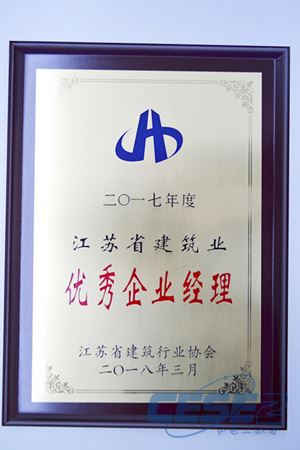 二〇一七年度
江苏省建筑业
优秀企业经理
江苏省建筑行业协会
二〇一八年三月